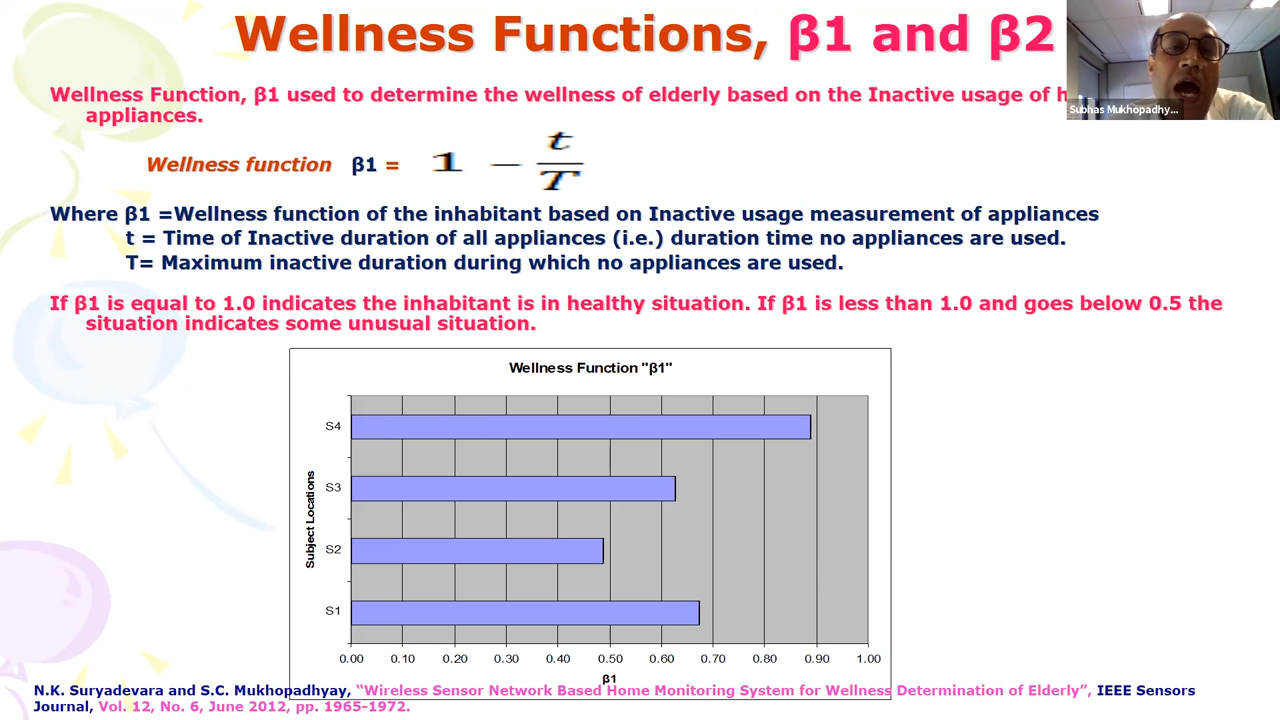 Wellness Functions, β1 and β2
Wellness Function, β1 used to determine the wellness of elderly based on the Inactive usage of
appliances.
Subhas Mukhopadhy...
Wellness function β1 = 1 - t/T
Where β1 =Wellness function of the inhabitant based on Inactive usage measurement of appliances
t = Time of Inactive duration of all appliances (i.e.) duration time no appliances are used.
T= Maximum inactive duration during which no appliances are used.
If β1 is equal to 1.0 indicates the inhabitant is in healthy situation. If β1 is less than 1.0 and goes below 0.5 the
situation indicates some unusual situation.
Wellness Function "β1"
Subject Locations
S4
S3
S2
S1
0.00 0.10 0.20 0.30 0.40 0.50 0.60 0.70 0.80 0.90 1.00
β1
N.K. Suryadevara and S.C. Mukhopadhyay, “Wireless Sensor Network Based Home Monitoring System for Wellness Determination of Elderly”, IEEE Sensors
Journal, Vol. 12, No. 6, June 2012, pp. 1965-1972.